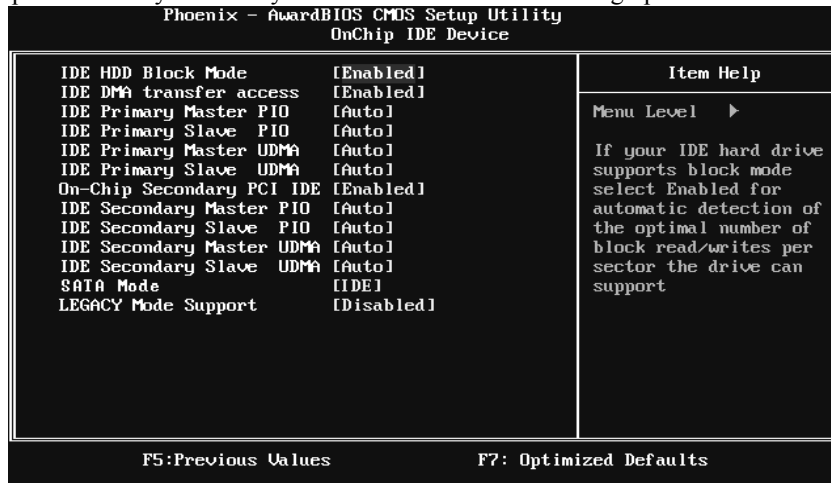 Phoenix - AwardBIOS CMOS Setup Utility
OnChip IDE Device
IDE HDD Block Mode [Enabled]
IDE DMA transfer access [Enabled]
IDE Primary Master PIO [Auto]
IDE Primary Slave PIO [Auto]
IDE Primary Master UDMA [Auto]
IDE Primary Slave UDMA [Auto]
On-Chip Secondary PCI IDE [Enabled]
IDE Secondary Master PIO [Auto]
IDE Secondary Slave PIO [Auto]
IDE Secondary Master UDMA [Auto]
IDE Secondary Slave UDMA [Auto]
SATA Mode [IDE]
LEGACY Mode Support [Disabled]
Item Help
Menu Level
If your IDE hard drive
supports block mode
select Enabled for
automatic detection of
the optimal number of
block read/writes per
sector the drive can
support
F5:Previous Values F7: Optimized Defaults